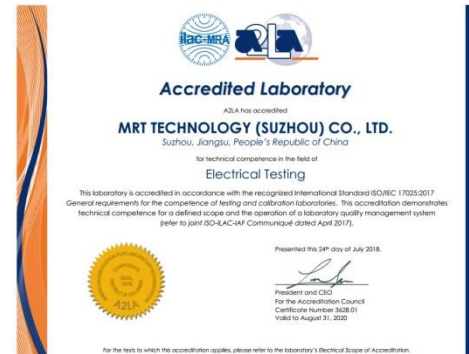 ilac-MRA
A2LA
Accredited Laboratory
A2LA has accredited
MRT TECHNOLOGY (SUZHOU) CO., LTD.
Suzhou, Jiangsu, People's Republic of China
for technical competence in the field of
Electrical Testing
This laboratory is accredited in accordance with the recognized International Standard ISO/IEC 17025:2017
General requirements for the competence of testing and calibration laboratories. This accreditation demonstrates
technical competence for a defined scope and the operation of a laboratory quality management system
(refer to joint ISO-ILAC-IAF Communiqué dated April 2017).
Presented this 24th day of July 2018.
President and CEO
For the Accreditation Council
Certificate Number 3628.01
Valid to August 31, 2020
SEAL
1978
A2LA
For the tests to which this accreditation applies, please refer to the laboratory's Electrical Scope of Accreditation.